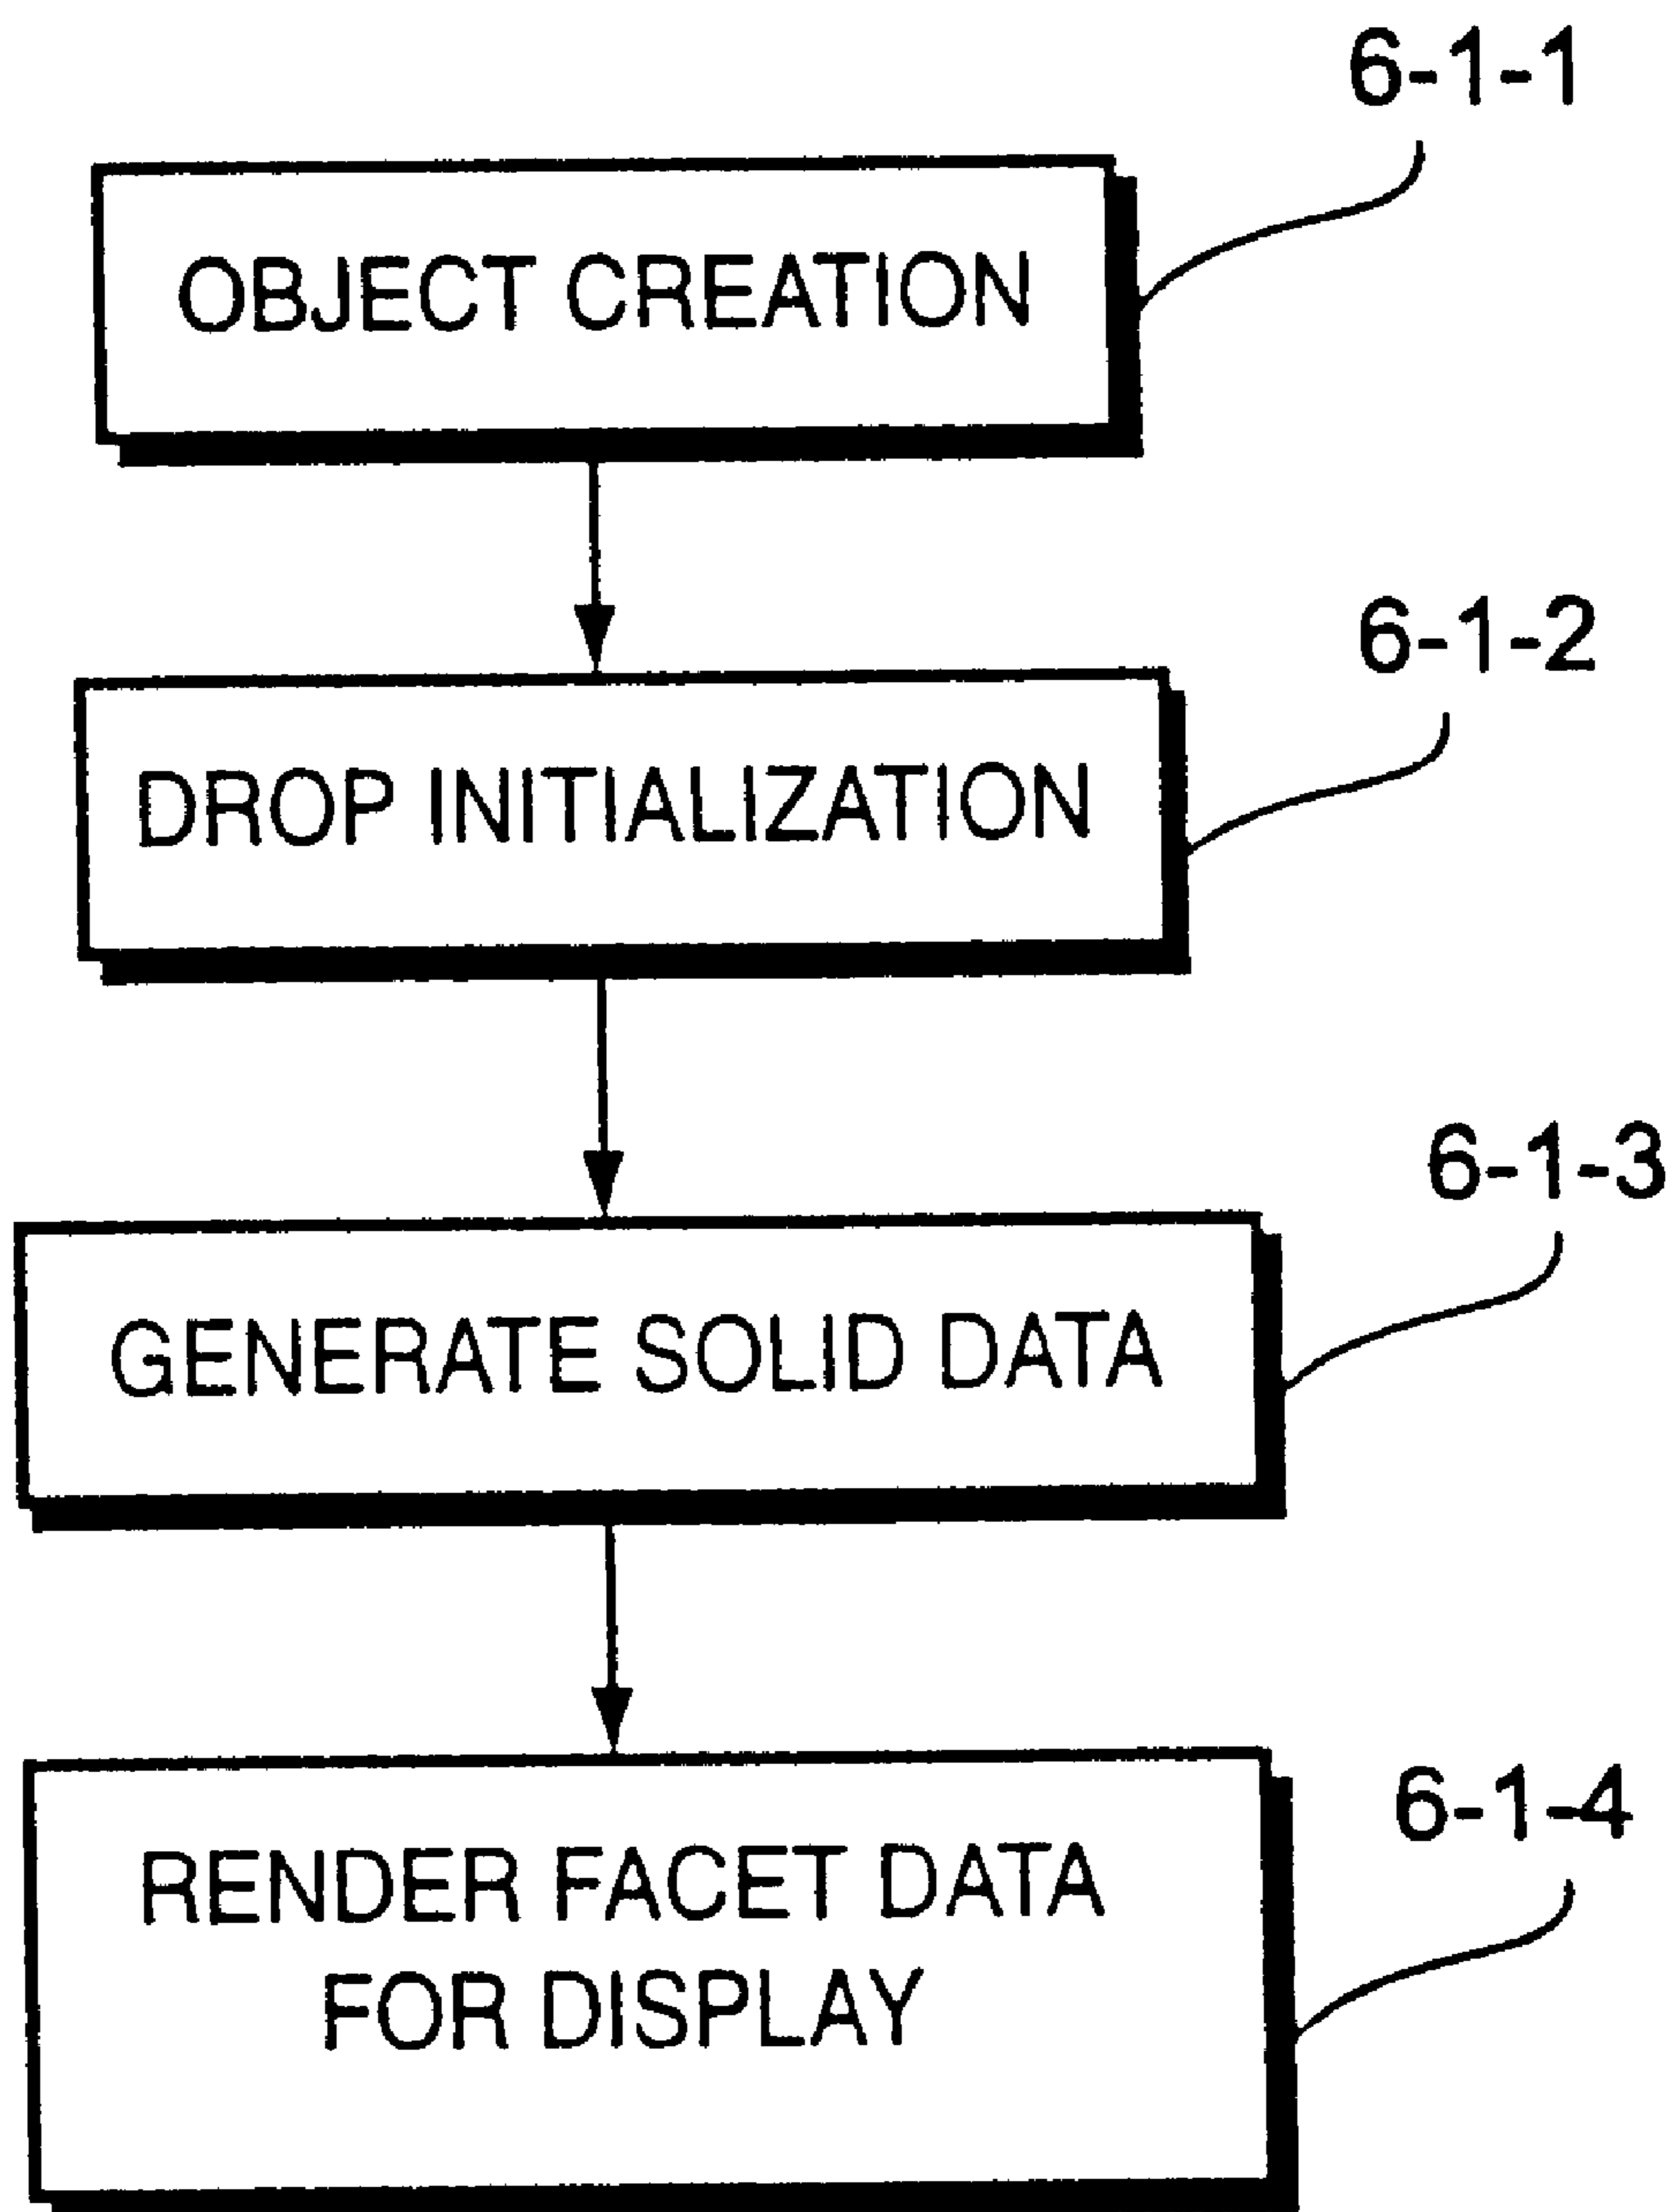 6-1-1
OBJECT CREATION
6-1-2
DROP INITIALIZATION
6-1-3
GENERATE SOLID DATA
6-1-4
RENDER FACET DATA
FOR DISPLAY